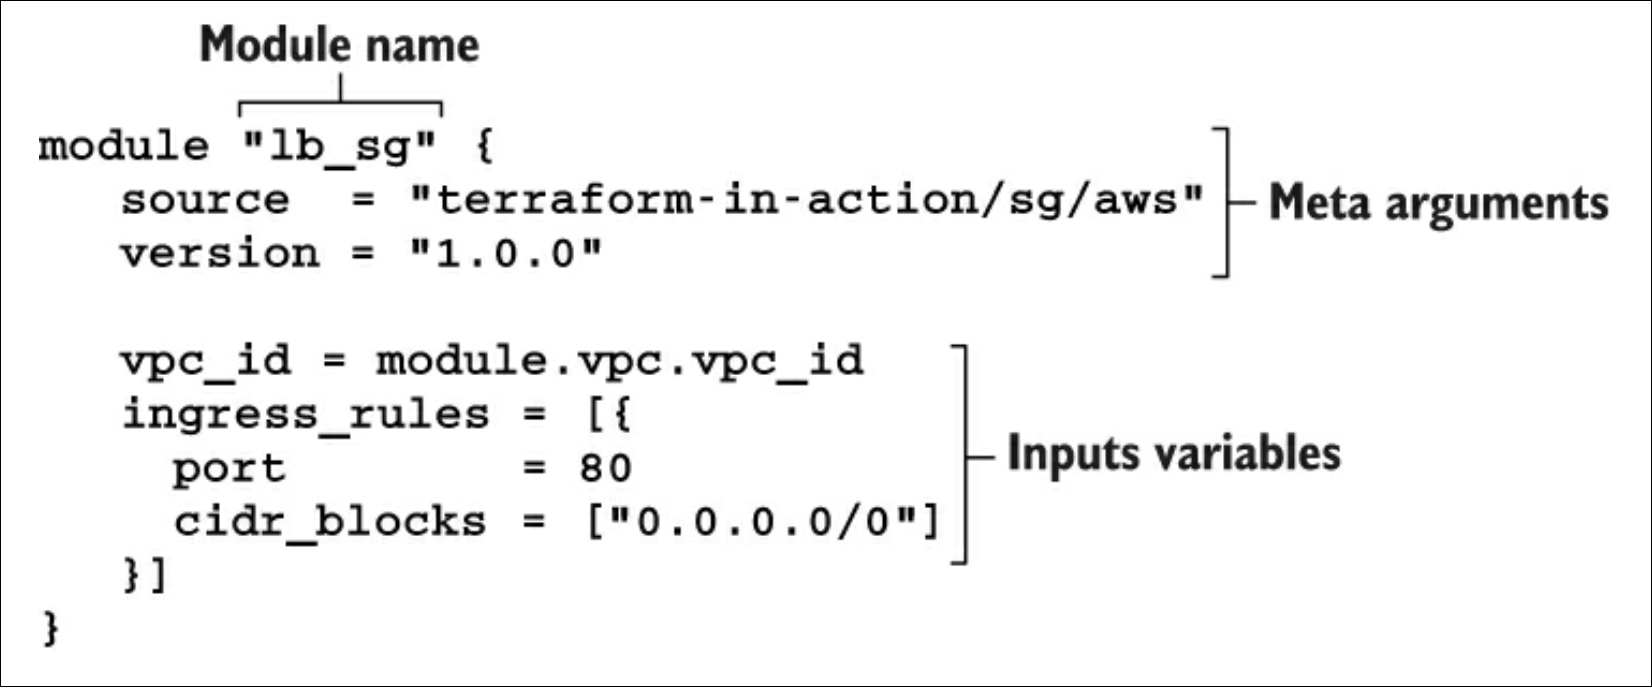 Module name
module "lb_sg" {
source = "terraform-in-action/sg/aws"
version = "1.0.0"
Meta arguments
vpc_id = module.vpc.vpc_id
ingress_rules = [{
port = 80
cidr_blocks = ["0.0.0.0/0"]
}]
}
Inputs variables